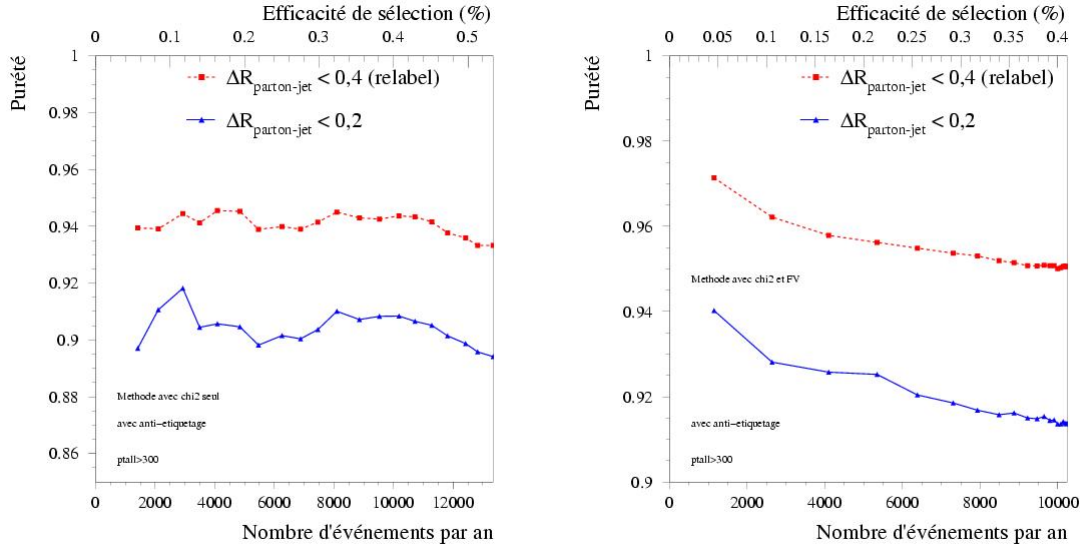 Efficacité de sélection (%)
0 0.1 0.2 0.3 0.4 0.5
Purété
1
0.98
0.96
0.94
0.92
0.9
0.88
0.86
ΔRparton-jet < 0,4 (relabel)
ΔRparton-jet < 0,2
Methode avec chi2 seul
avec anti-etiquetage
ptall>300
0 2000 4000 6000 8000 10000 12000
Nombre d'événements par an
Efficacité de sélection (%)
0 0.05 0.1 0.15 0.2 0.25 0.3 0.35 0.4
Purété
1
0.98
0.96
0.94
0.92
0.9
ΔRparton-jet < 0,4 (relabel)
ΔRparton-jet < 0,2
Methode avec chi2 et FV
avec anti-etiquetage
ptall>300
0 2000 4000 6000 8000 10000
Nombre d'événements par an